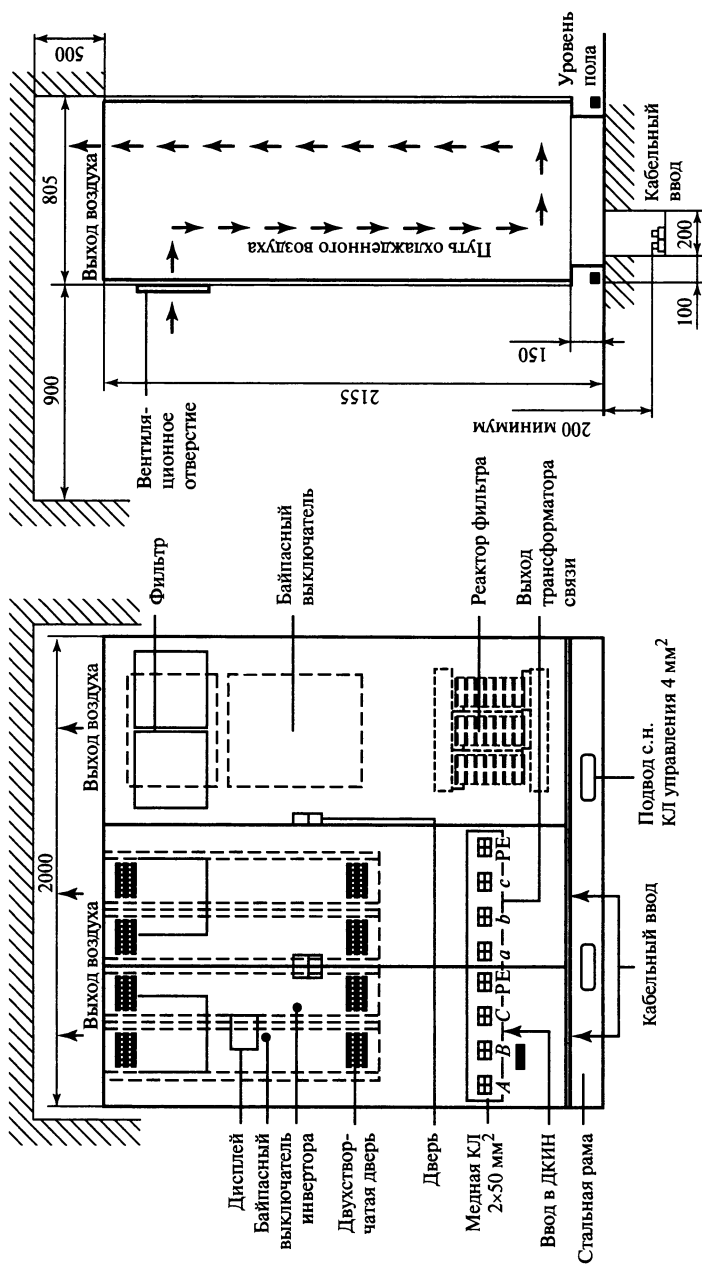 2000
Выход воздуха
Выход воздуха
Дисплей
Байпасный
выключатель
инвертора
Двухствор-
чатая дверь
Дверь
Медная КЛ
2×50 мм²
Ввод в ДКИН
Стальная рама
A
B
C
PE
a
b
c
PE
Фильтр
Байпасный
выключатель
Реактор фильтра
Выход
трансформатора
связи
Кабельный ввод
Подвод с.н.
КЛ управления 4 мм²
900
805
500
Выход воздуха
Вентиля-
ционное
отверстие
Путь охлажденного воздуха
2155
150
200 минимум
100
200
Уровень
пола
Кабельный
ввод